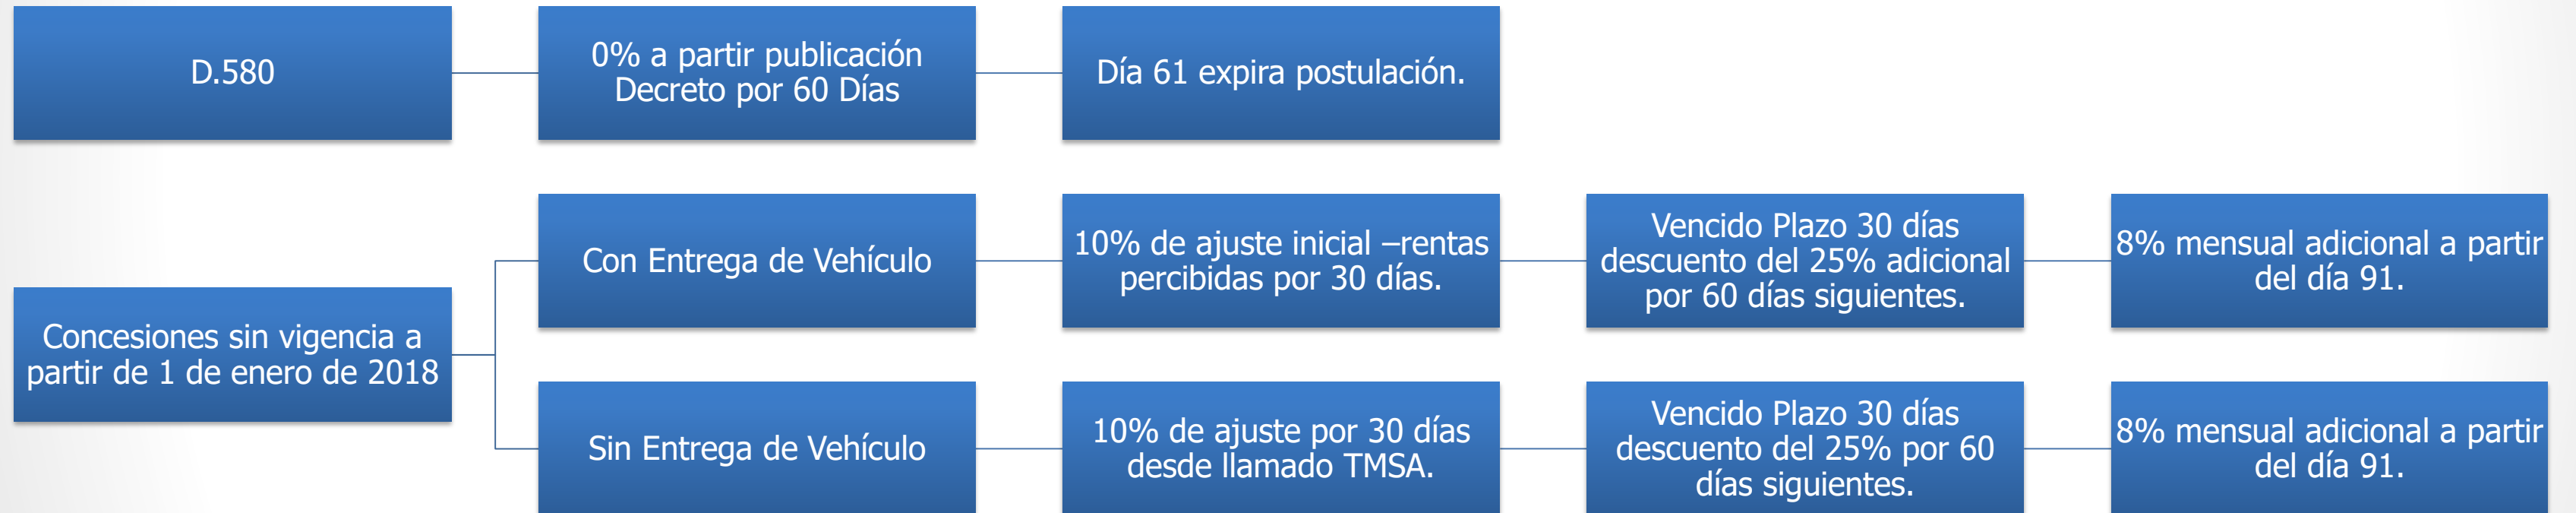 D.580
0% a partir publicación
Decreto por 60 Días
Día 61 expira postulación.
Concesiones sin vigencia a
partir de 1 de enero de 2018
Con Entrega de Vehículo
10% de ajuste inicial –rentas
percibidas por 30 días.
Vencido Plazo 30 días
descuento del 25% adicional
por 60 días siguientes.
8% mensual adicional a partir
del día 91.
Sin Entrega de Vehículo
10% de ajuste por 30 días
desde llamado TMSA.
Vencido Plazo 30 días
descuento del 25% por 60
días siguientes.
8% mensual adicional a partir
del día 91.